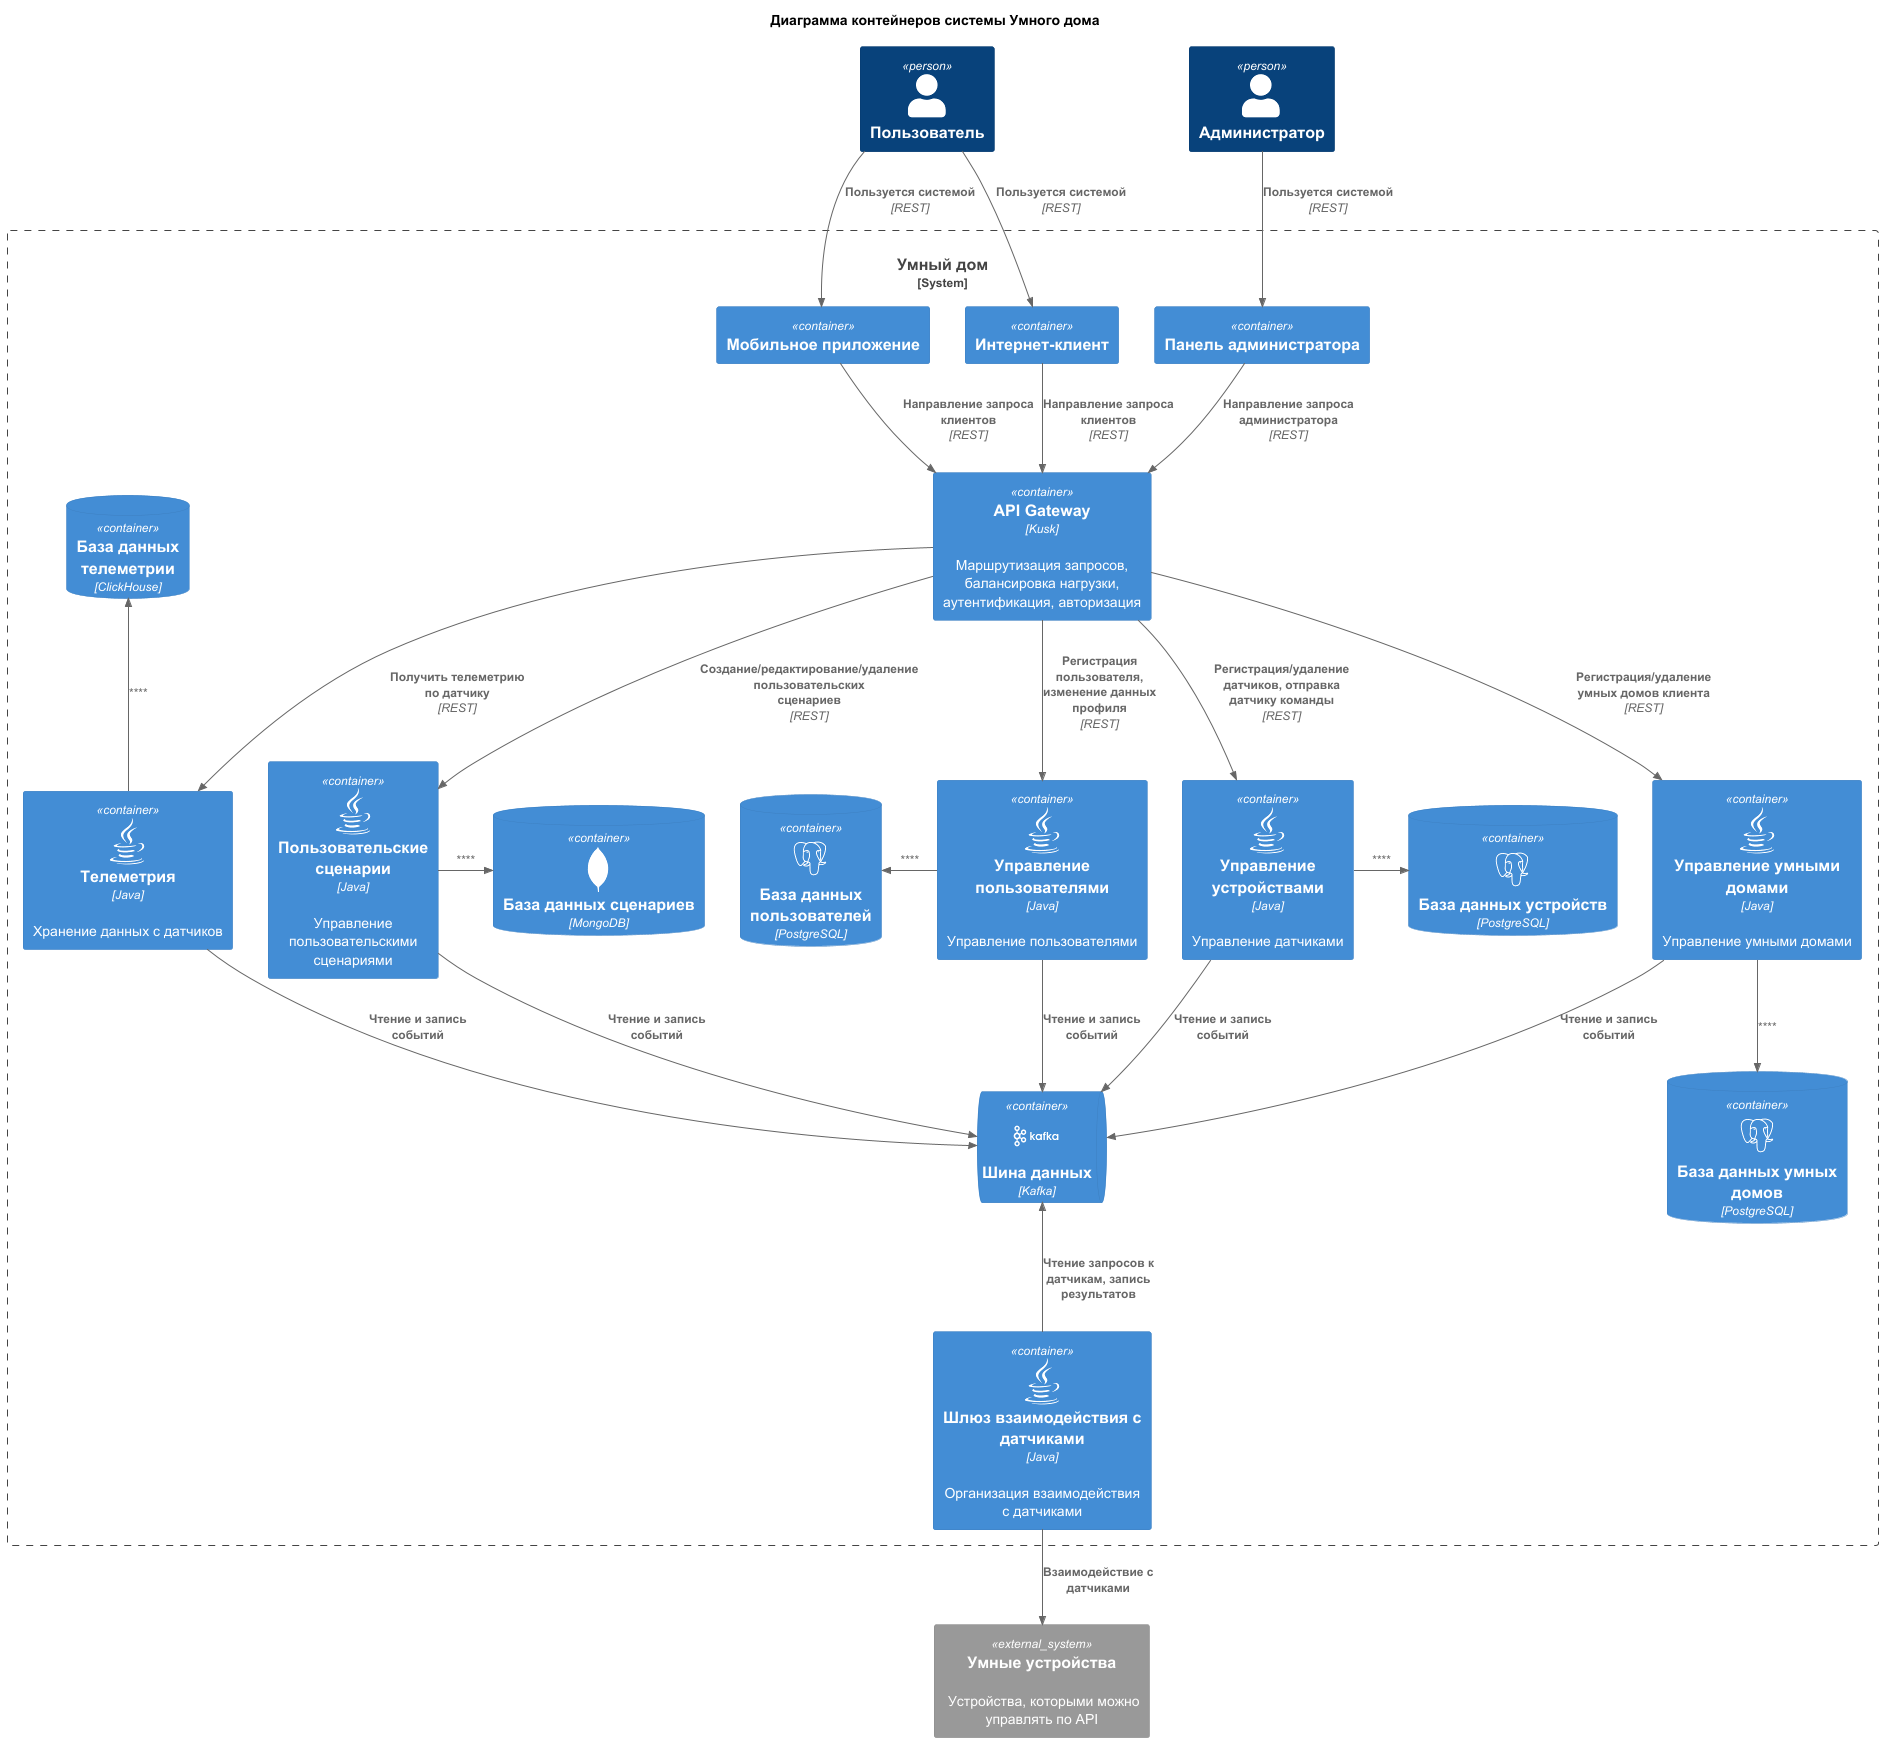 Диаграмма контейнеров системы Умного дома
«person»
Пользователь
«person»
Администратор
Пользуется системой
[REST]
Пользуется системой
[REST]
Пользуется системой
[REST]
Умный дом
[System]
«container»
Мобильное приложение
«container»
Интернет-клиент
«container»
Панель администратора
Направление запроса
клиентов
[REST]
Направление запроса
клиентов
[REST]
Направление запроса
администратора
[REST]
«container»
API Gateway
[Kusk]
Маршрутизация запросов,
балансировка нагрузки,
аутентификация, авторизация
«container»
База данных
телеметрии
[ClickHouse]
****
Получить телеметрию
по датчику
[REST]
Создание/редактирование/удаление
пользовательских
сценариев
[REST]
Регистрация
пользователя,
изменение данных
профиля
[REST]
Регистрация/удаление
датчиков, отправка
датчику команды
[REST]
Регистрация/удаление
умных домов клиента
[REST]
«container»
Телеметрия
[Java]
Хранение данных с датчиков
«container»
Пользовательские
сценарии
[Java]
Управление
пользовательскими
сценариями
****
«container»
База данных сценариев
[MongoDB]
«container»
База данных
пользователей
[PostgreSQL]
****
«container»
Управление
пользователями
[Java]
Управление пользователями
«container»
Управление
устройствами
[Java]
Управление датчиками
****
«container»
База данных устройств
[PostgreSQL]
«container»
Управление умными
домами
[Java]
Управление умными домами
Чтение и запись
событий
Чтение и запись
событий
Чтение и запись
событий
Чтение и запись
событий
Чтение и запись
событий
****
«container»
kafka
Шина данных
[Kafka]
«container»
База данных умных
домов
[PostgreSQL]
Чтение запросов к
датчикам, запись
результатов
«container»
Шлюз взаимодействия с
датчиками
[Java]
Организация взаимодействия
с датчиками
Взаимодействие с
датчиками
«external_system»
Умные устройства
Устройства, которыми можно
управлять по API